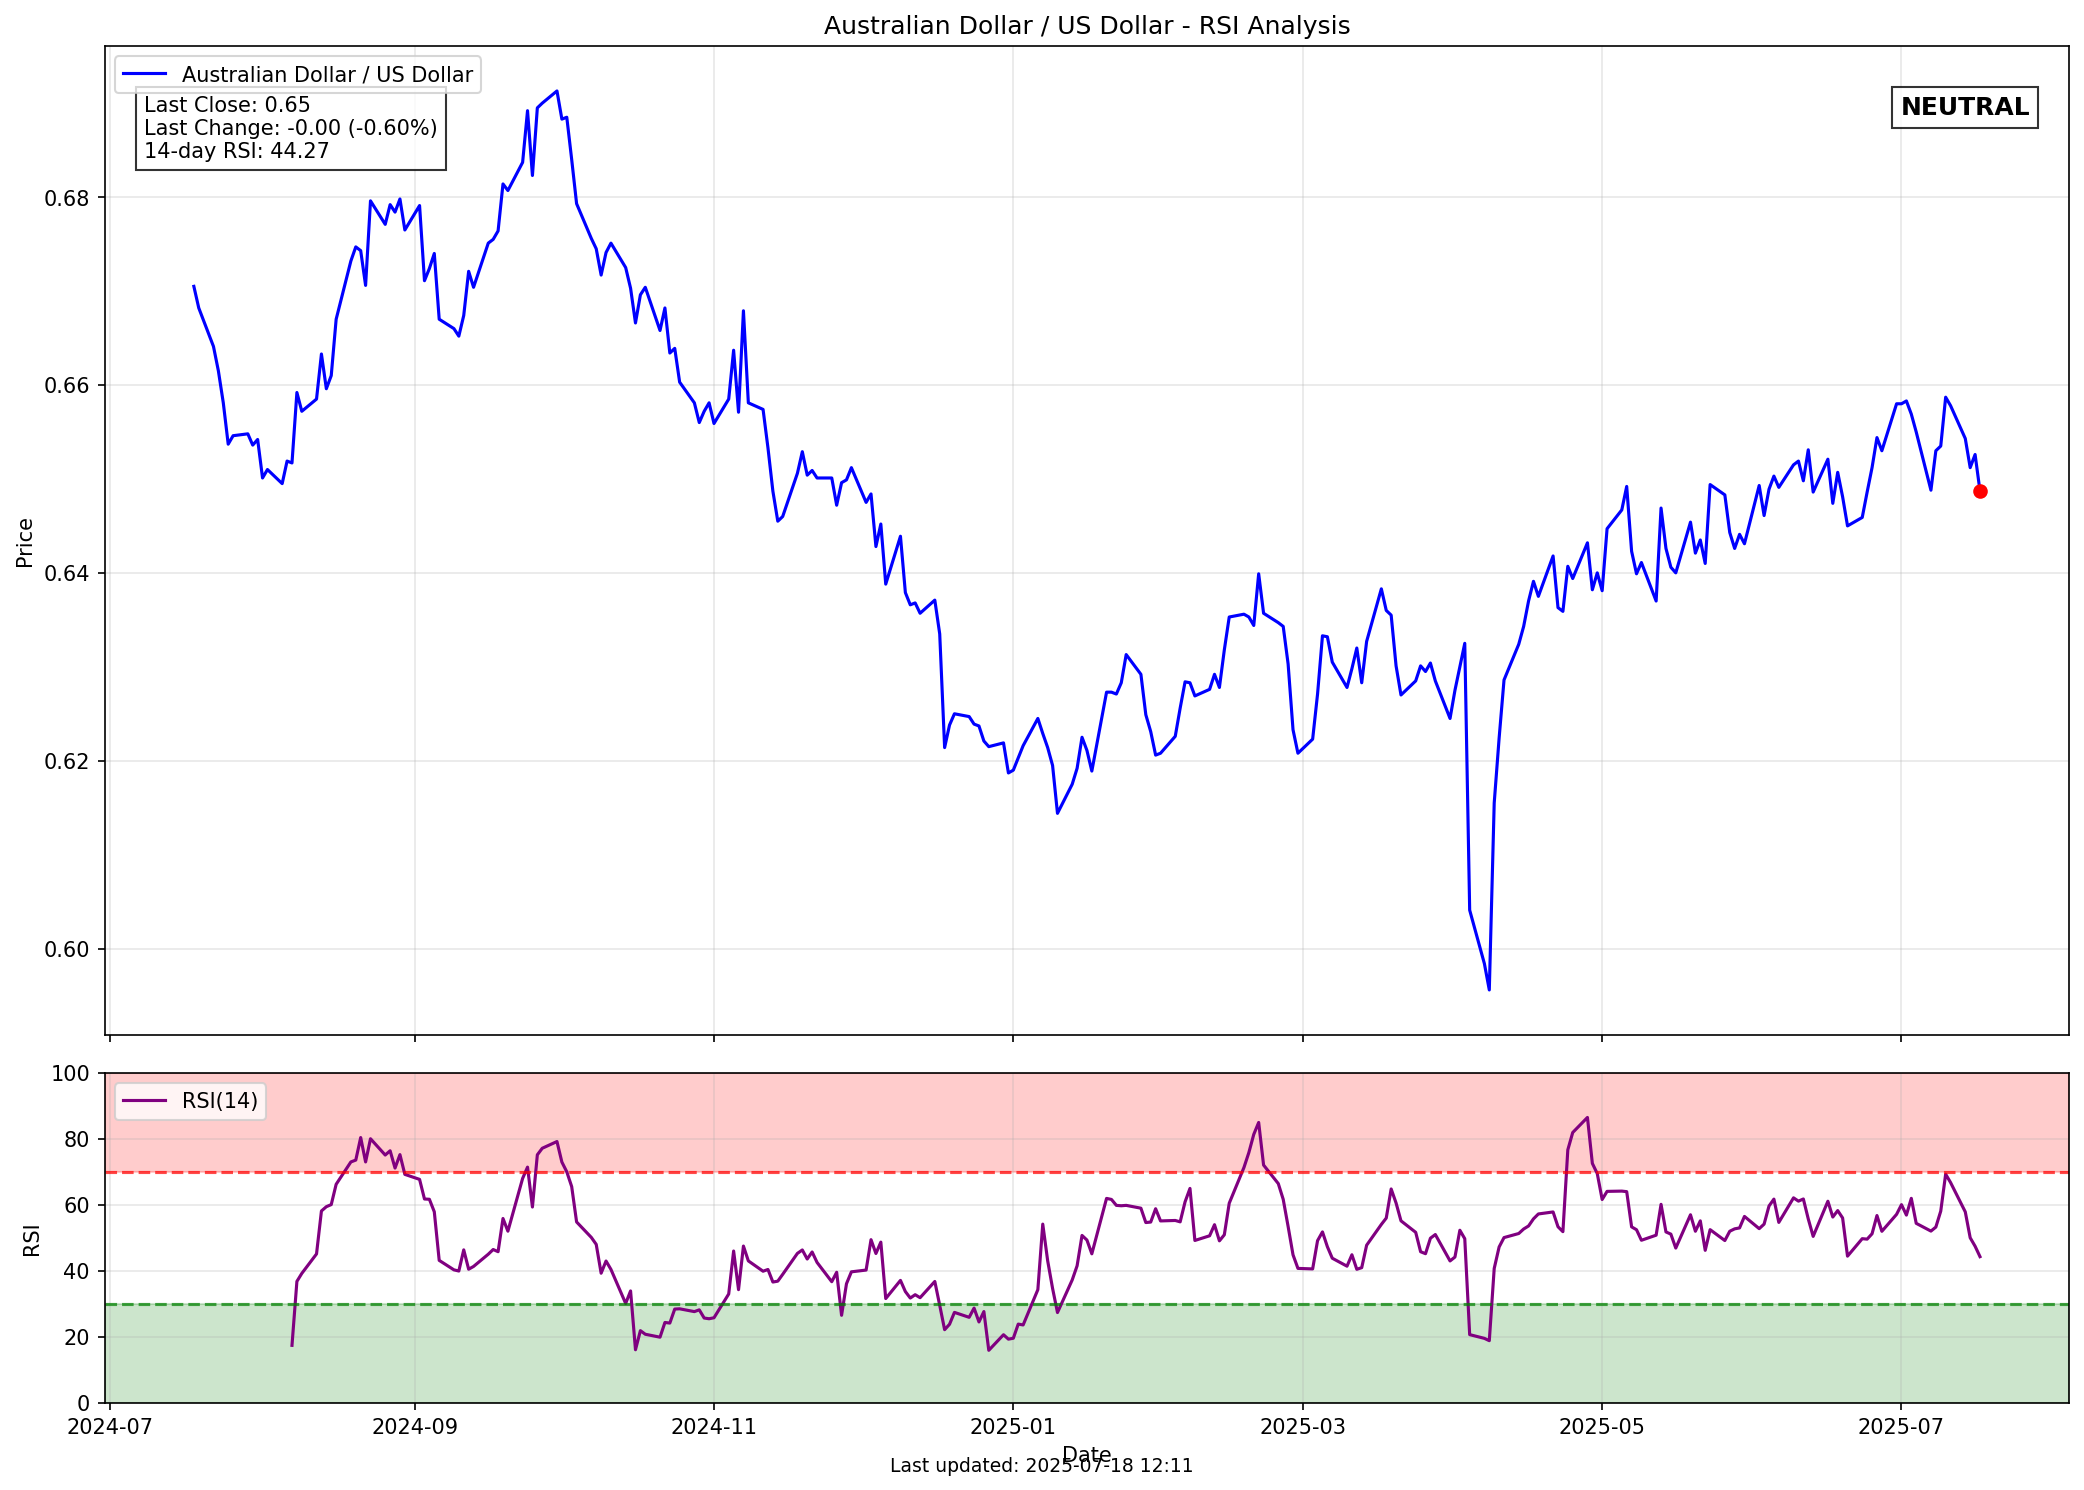 Australian Dollar / US Dollar - RSI Analysis
Australian Dollar / US Dollar
Last Close: 0.65
Last Change: -0.00 (-0.60%)
14-day RSI: 44.27
NEUTRAL
Price
0.68
0.66
0.64
0.62
0.60
RSI(14)
RSI
100
80
60
40
20
0
2024-07
2024-09
2024-11
2025-01
2025-03
2025-05
2025-07
Date
Last updated: 2025-07-18 12:11